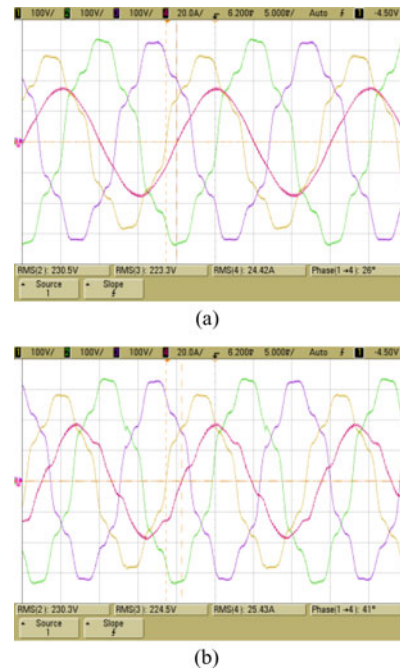 1 100V/ 2 100V/ 3 100V/ 4 20.0A/ 6.200s/ 5.000s/ Auto 1 -4.50V
RMS(2): 230.5V RMS(3): 223.3V RMS(4): 24.42A Phase(1→4): 26°
Source Slope
1
(a)
1 100V/ 2 100V/ 3 100V/ 4 20.0A/ 6.200s/ 5.000s/ Auto 1 -4.50V
RMS(2): 230.3V RMS(3): 224.5V RMS(4): 25.43A Phase(1→4): 41°
Source Slope
1
(b)